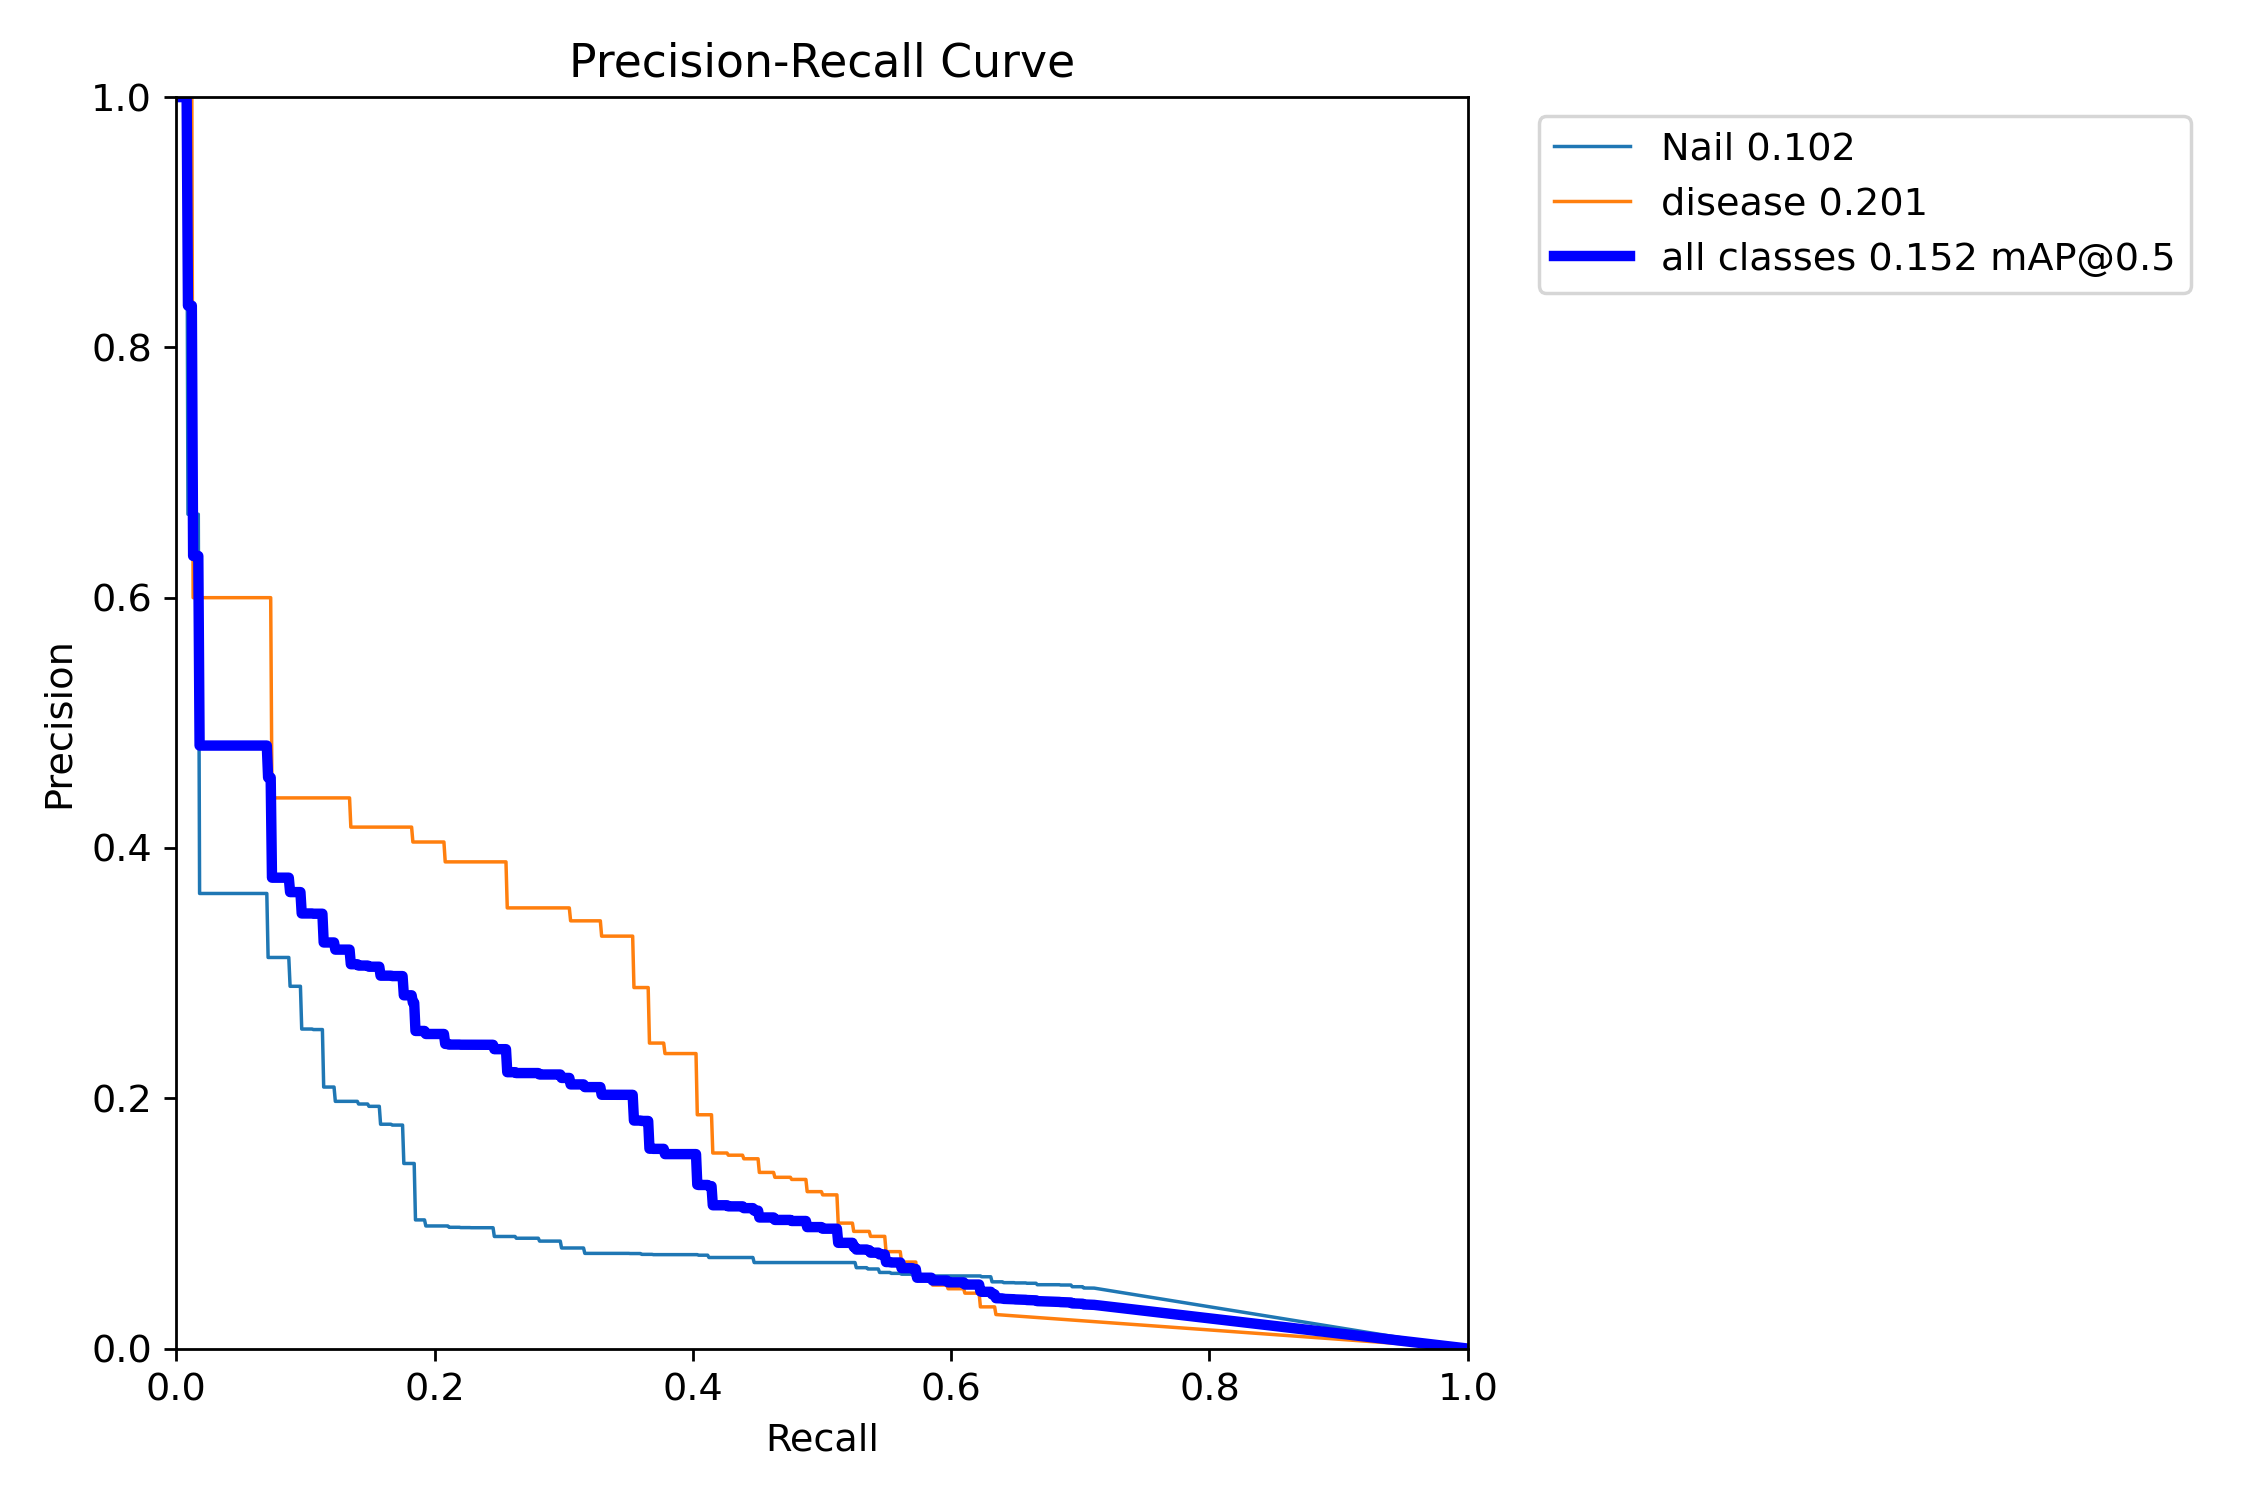 Precision-Recall Curve
Nail 0.102
disease 0.201
all classes 0.152 mAP@0.5
1.0
0.8
0.6
0.4
0.2
0.0
Precision
0.0 0.2 0.4 0.6 0.8 1.0
Recall